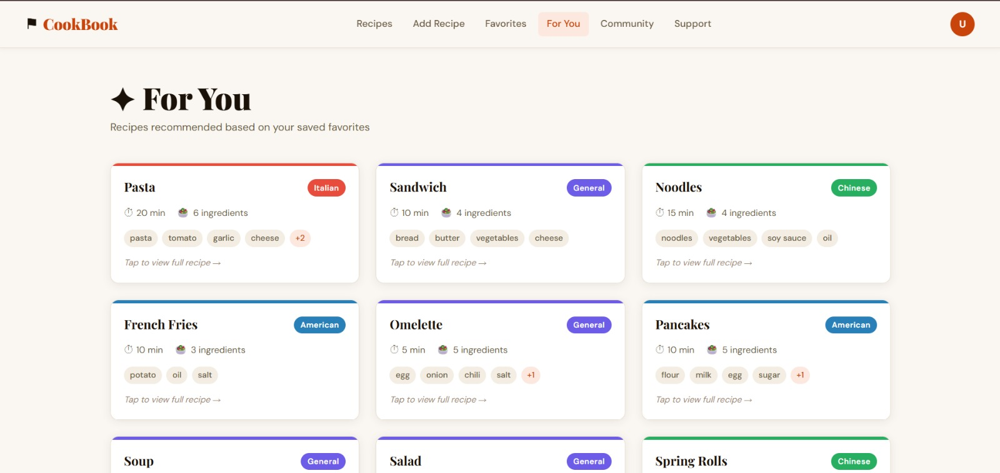 CookBook Recipes Add Recipe Favorites For You Community Support U
For You
Recipes recommended based on your saved favorites
Pasta Italian
20 min 6 ingredients
pasta tomato garlic cheese +2
Tap to view full recipe →
Sandwich General
10 min 4 ingredients
bread butter vegetables cheese
Tap to view full recipe →
Noodles Chinese
15 min 4 ingredients
noodles vegetables soy sauce oil
Tap to view full recipe →
French Fries American
10 min 3 ingredients
potato oil salt
Tap to view full recipe →
Omelette General
5 min 5 ingredients
egg onion chili salt +1
Tap to view full recipe →
Pancakes American
10 min 5 ingredients
flour milk egg sugar +1
Tap to view full recipe →
Soup General
Salad General
Spring Rolls Chinese